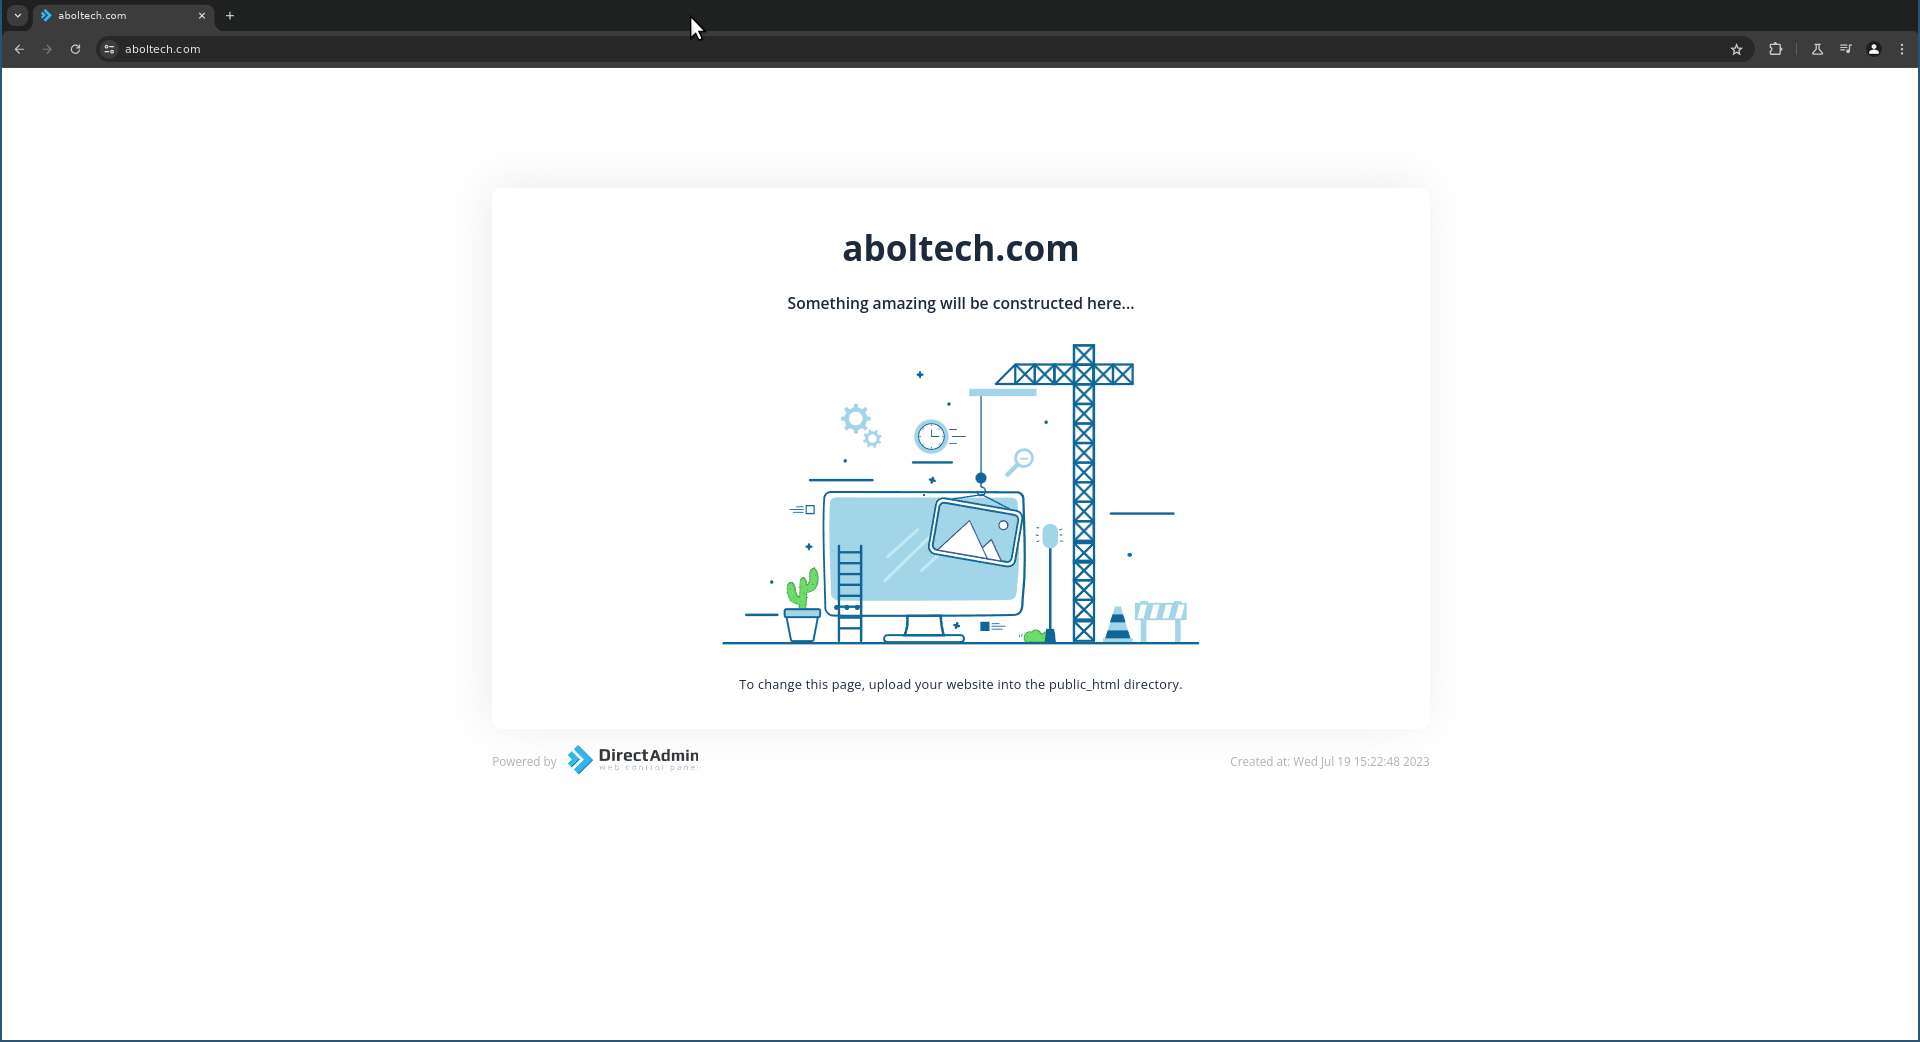 aboltech.com
aboltech.com
aboltech.com
Something amazing will be constructed here...
To change this page, upload your website into the public_html directory.
Powered by DirectAdmin
web control pane
Created at: Wed Jul 19 15:22:48 2023